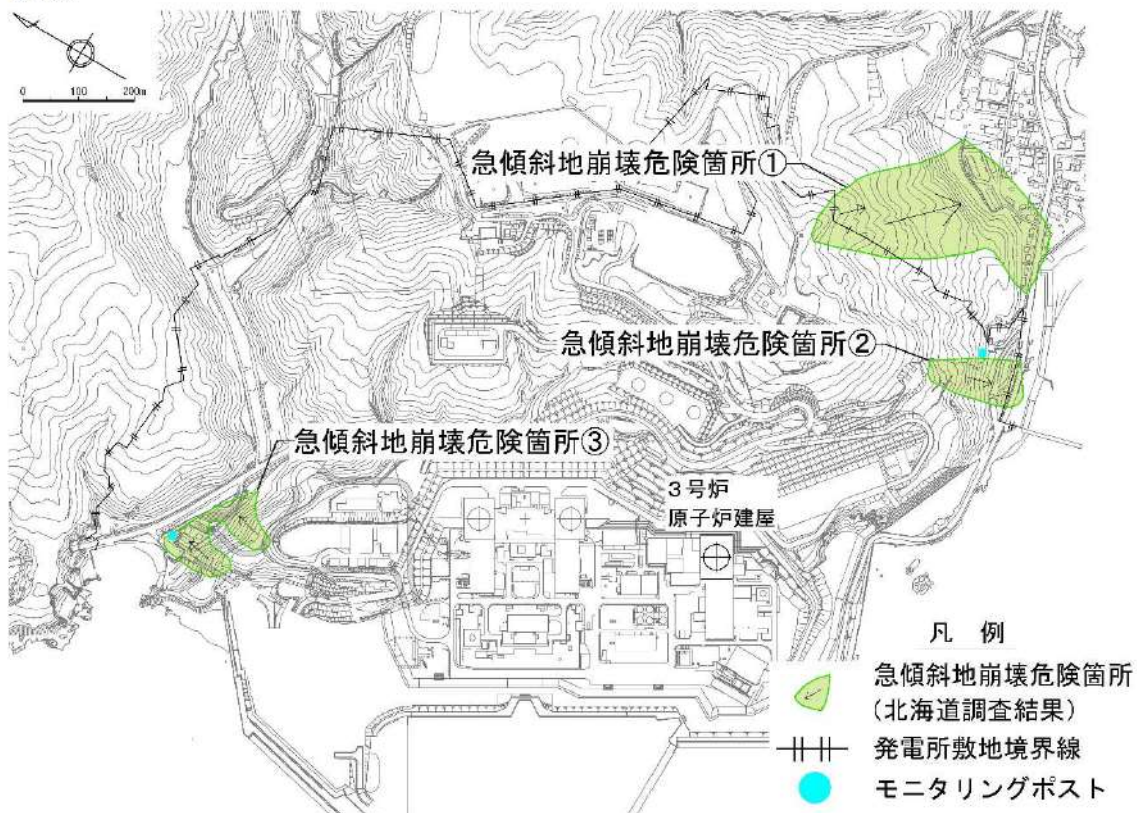 0 100 200m
急傾斜地崩壊危険箇所①
急傾斜地崩壊危険箇所②
急傾斜地崩壊危険箇所③
3号炉
原子炉建屋
凡 例
急傾斜地崩壊危険箇所
(北海道調査結果)
発電所敷地境界線
モニタリングポスト